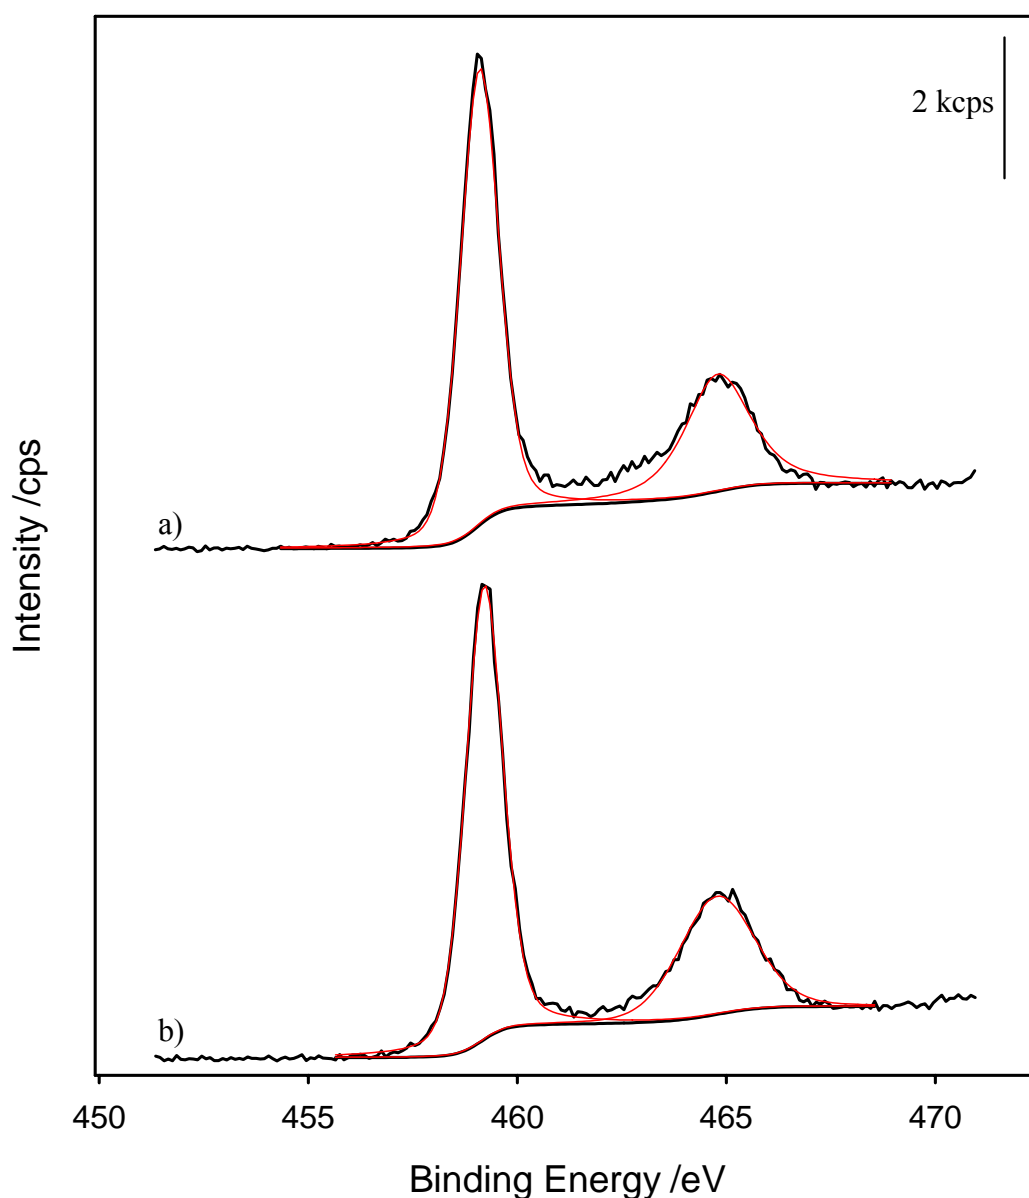 2 kcps
Intensity /cps
a)
b)
450 455 460 465 470
Binding Energy /eV